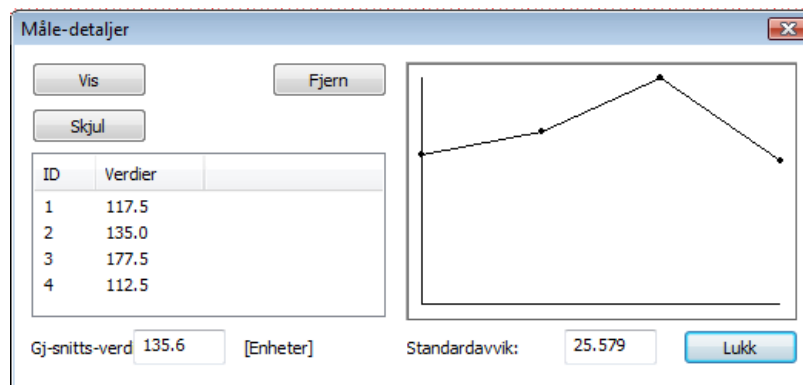 Måle-detaljer
Vis
Fjern
Skjul
ID Verdier
1 117.5
2 135.0
3 177.5
4 112.5
Gj-snitts-verd 135.6 [Enheter] Standardavvik: 25.579 Lukk